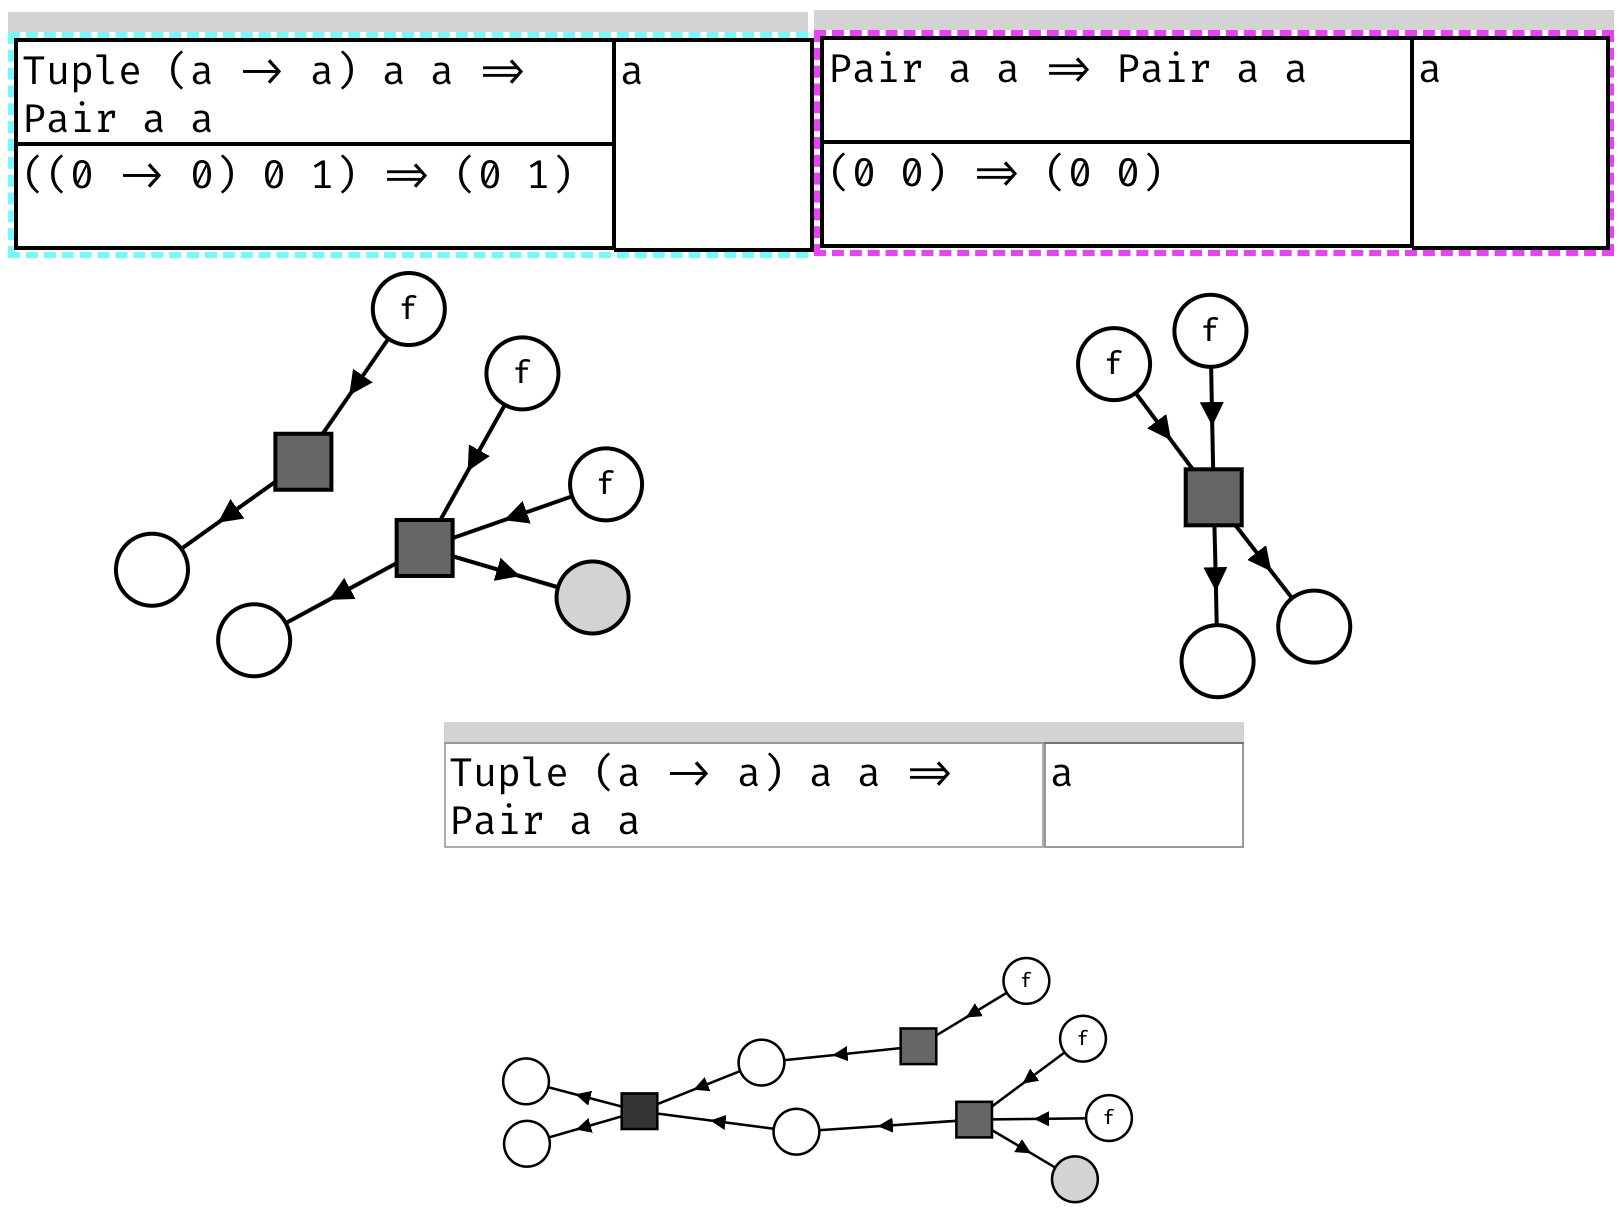 Tuple (a → a) a a ⇒
Pair a a
a
((0 → 0) 0 1) ⇒ (0 1)
Pair a a ⇒ Pair a a
a
(0 0) ⇒ (0 0)
f
f
f
f
f
Tuple (a → a) a a ⇒
Pair a a
a
f
f
f